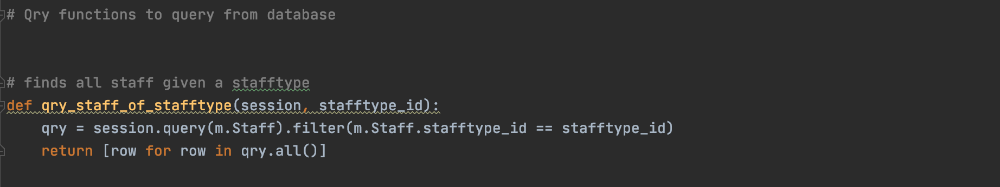 # Qry functions to query from database
# finds all staff given a stafftype
def qry_staff_of_stafftype(session, stafftype_id):
    qry = session.query(m.Staff).filter(m.Staff.stafftype_id == stafftype_id)
    return [row for row in qry.all()]